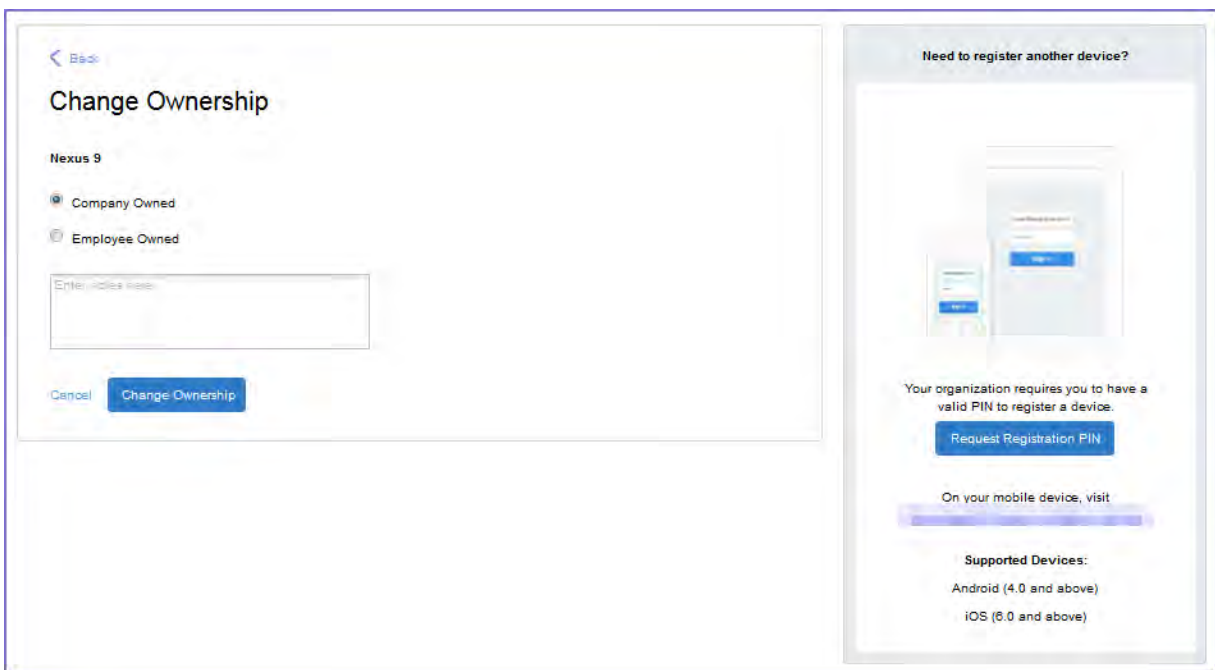 Back
Change Ownership
Nexus 9
Company Owned
Employee Owned
Enter notes here
Cancel
Change Ownership
Need to register another device?
Your organization requires you to have a
valid PIN to register a device.
Request Registration PIN
On your mobile device, visit
Supported Devices:
Android (4.0 and above)
iOS (6.0 and above)